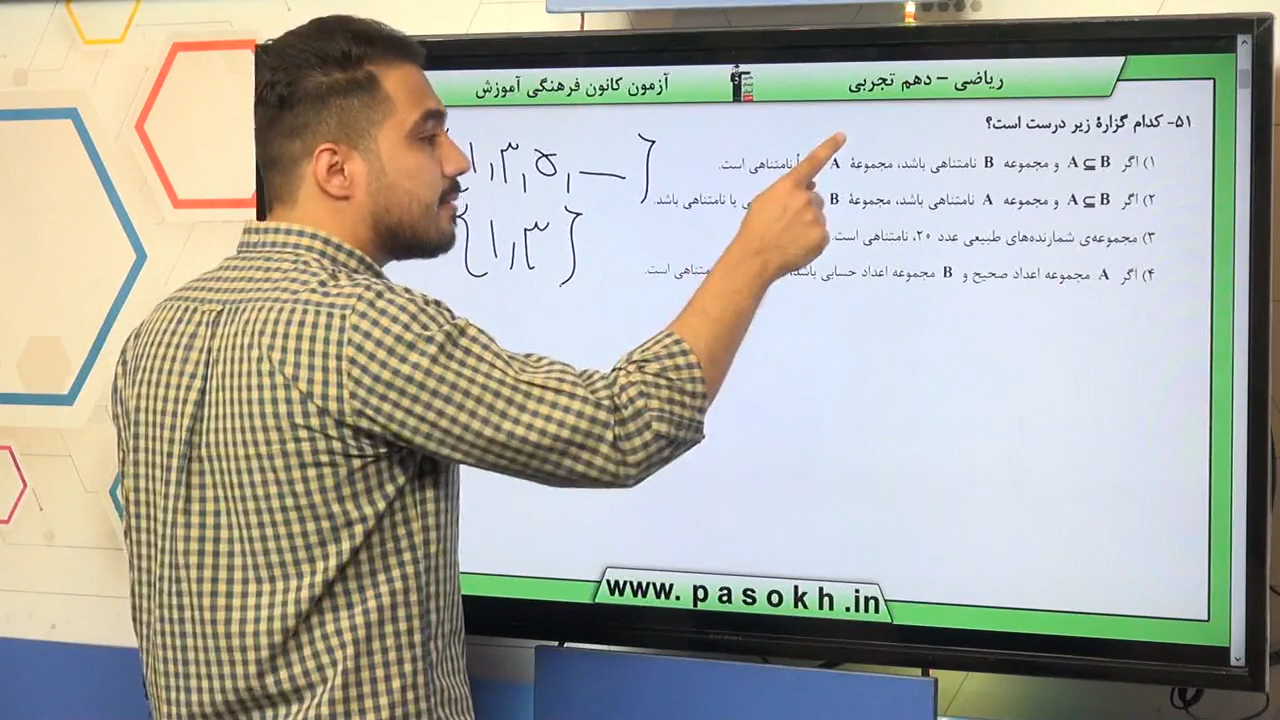 ریاضی – دهم تجربی
آزمون کانون فرهنگی آموزش
۵۱- کدام گزارهٔ زیر درست است؟
۱) اگر A ⊆ B و مجموعه B نامتناهی باشد، مجموعهٔ A نامتناهی است.
۲) اگر A ⊆ B و مجموعه A نامتناهی باشد، مجموعهٔ B یا نامتناهی باشد.
۳) مجموعه‌ی شمارنده‌های طبیعی عدد ۲۰، نامتناهی است.
۴) اگر A مجموعه اعداد صحیح و B مجموعه اعداد حسابی باشد، متناهی است.
۱,۳,۵,_ }
{۱,۳}
www. pasokh .in